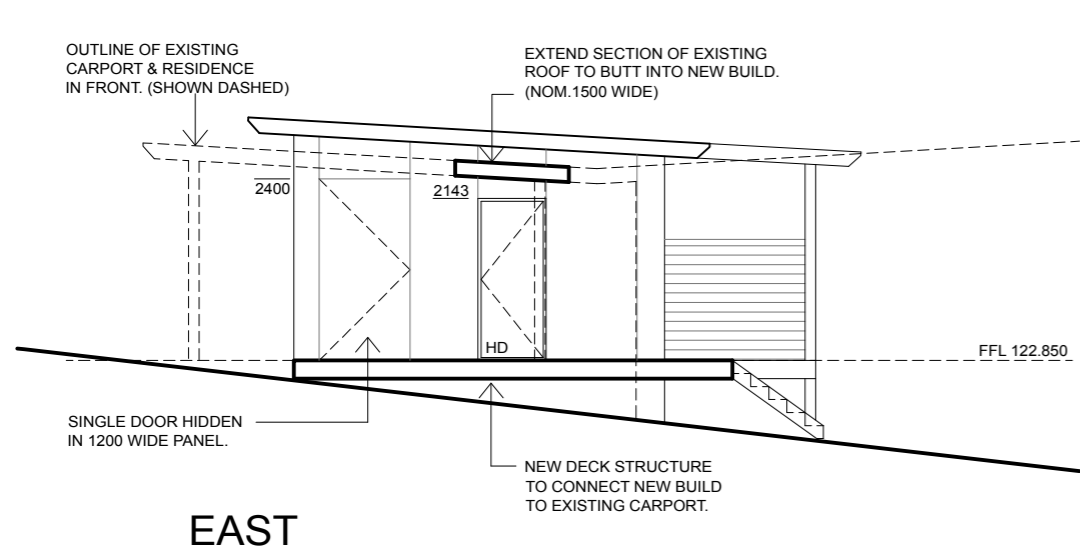 OUTLINE OF EXISTING
CARPORT & RESIDENCE
IN FRONT. (SHOWN DASHED)
EXTEND SECTION OF EXISTING
ROOF TO BUTT INTO NEW BUILD.
(NOM.1500 WIDE)
2400
2143
HD
FFL 122.850
SINGLE DOOR HIDDEN
IN 1200 WIDE PANEL.
NEW DECK STRUCTURE
TO CONNECT NEW BUILD
TO EXISTING CARPORT.
EAST